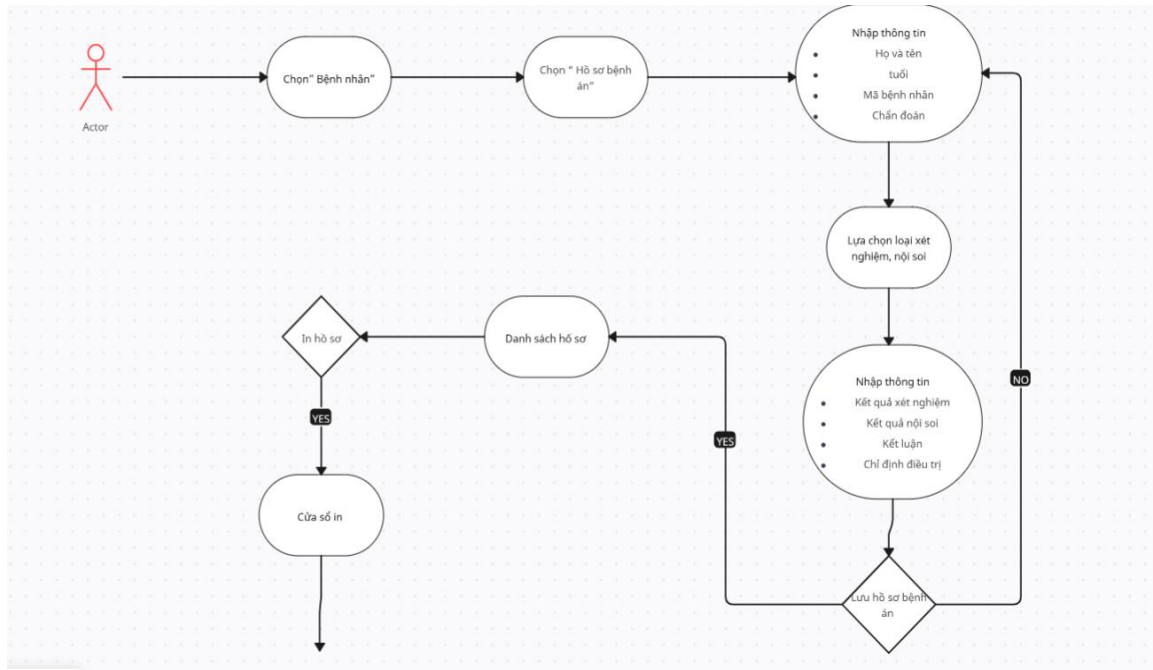 Actor
Chọn" Bệnh nhân"
Chọn " Hồ sơ bệnh
án"
Nhập thông tin
Họ và tên
tuổi
Mã bệnh nhân
Chẩn đoán
Lựa chọn loại xét
nghiệm, nội soi
Nhập thông tin
Kết quả xét nghiệm
Kết quả nội soi
Kết luận
Chỉ định điều trị
Lưu hồ sơ bệnh
án
NO
YES
Danh sách hố sơ
In hồ sơ
YES
Cửa sổ in